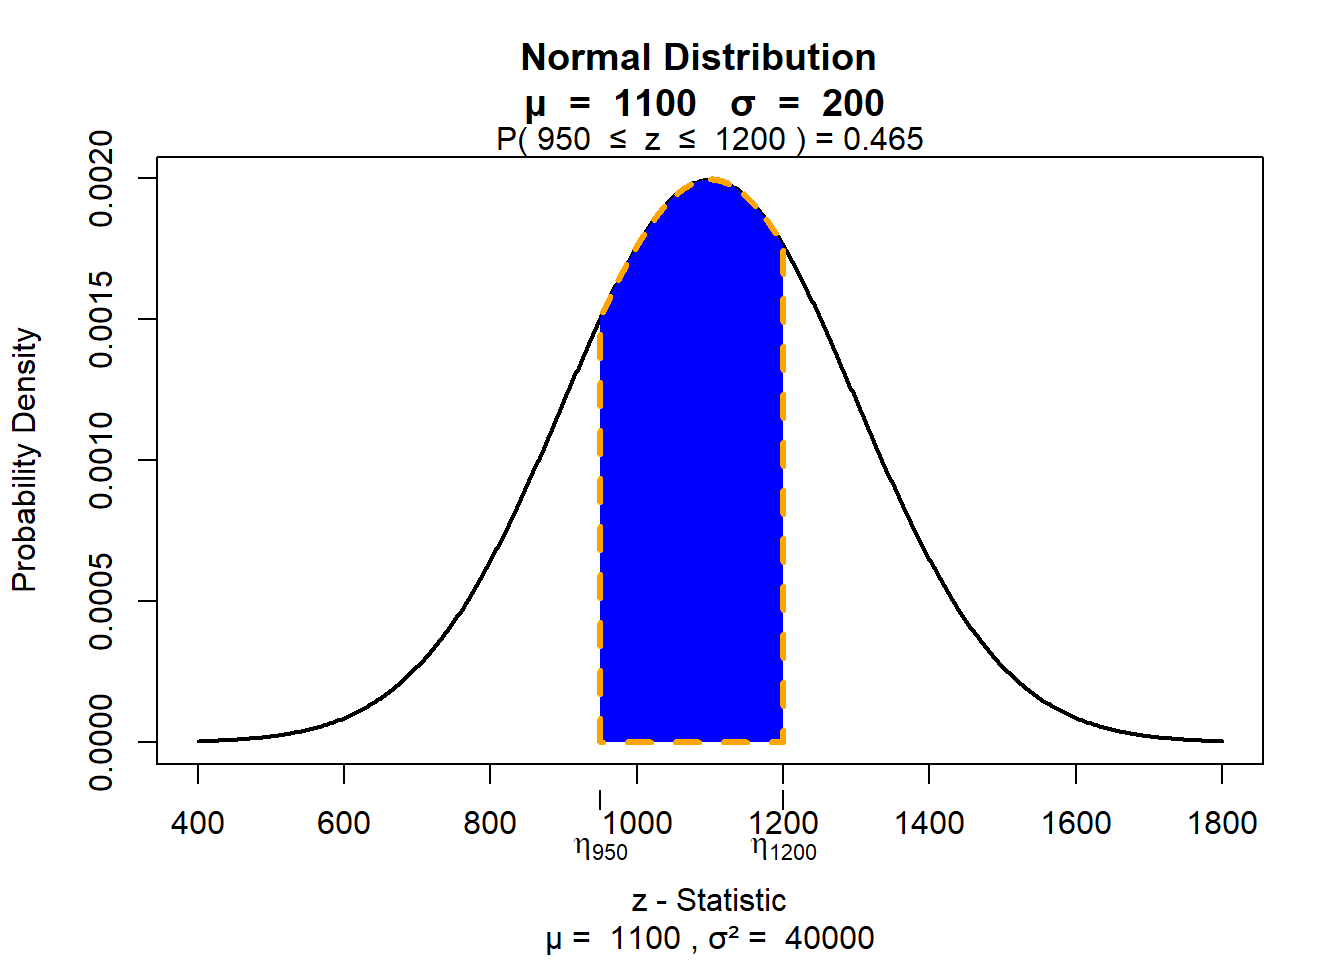 Normal Distribution
μ = 1100 σ = 200
P( 950 ≤ z ≤ 1200 ) = 0.465
Probability Density
0.0020
0.0015
0.0010
0.0005
0.0000
400 600 800 1000 1200 1400 1600 1800
η950 η1200
z - Statistic
μ = 1100 , σ² = 40000